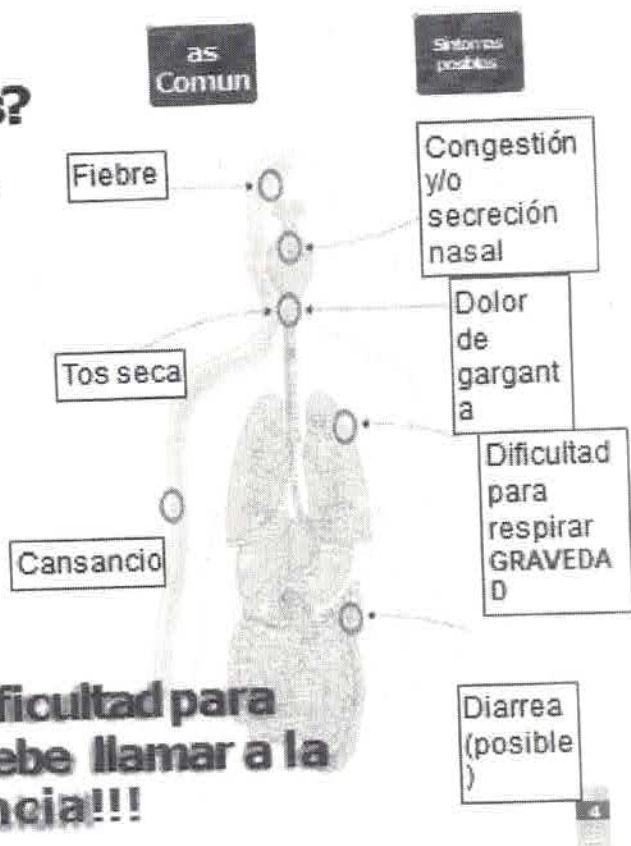 as
Comun
Síntomas
posibles
s?
Fiebre
Congestión
y/o
secreción
nasal
Tos seca
Dolor
de
gargant
a
Dificultad
para
respirar
GRAVEDA
D
Cansancio
ficultad para
ebe llamar a la
ncia!!!
Diarrea
(posible
)
4